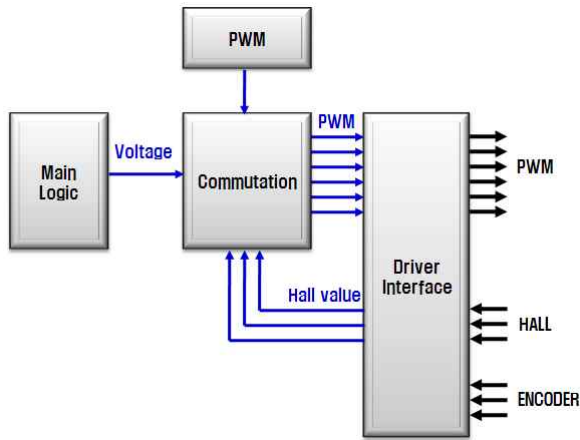 PWM
PWM
Voltage
Main
Logic
Commutation
PWM
Driver
Interface
Hall value
HALL
ENCODER